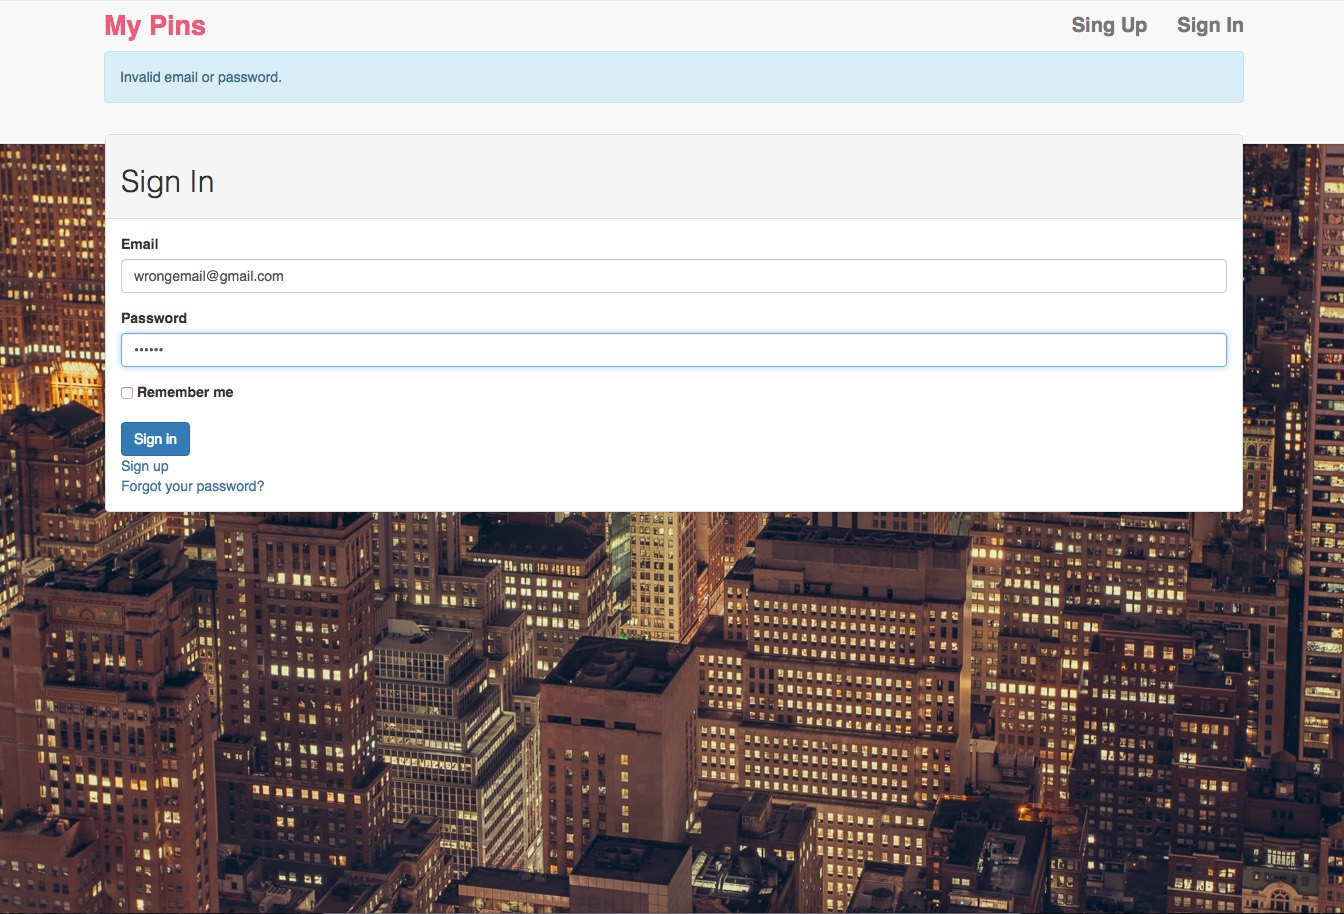 My Pins
Sing Up Sign In
Invalid email or password.
Sign In
Email
wrongemail@gmail.com
Password
••••••
Remember me
Sign in
Sign up
Forgot your password?